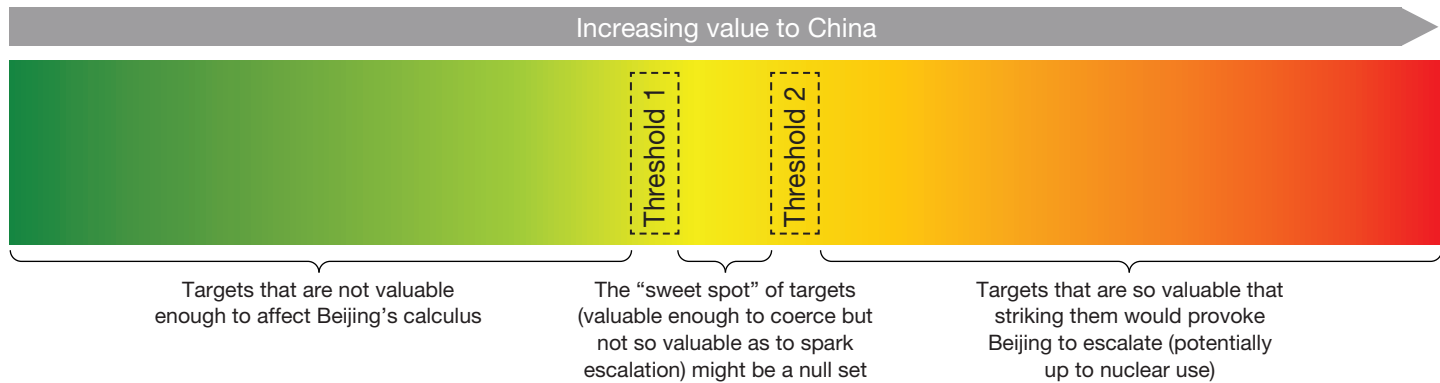 Increasing value to China
Threshold 1
Threshold 2
Targets that are not valuable
enough to affect Beijing’s calculus
The “sweet spot” of targets
(valuable enough to coerce but
not so valuable as to spark
escalation) might be a null set
Targets that are so valuable that
striking them would provoke
Beijing to escalate (potentially
up to nuclear use)